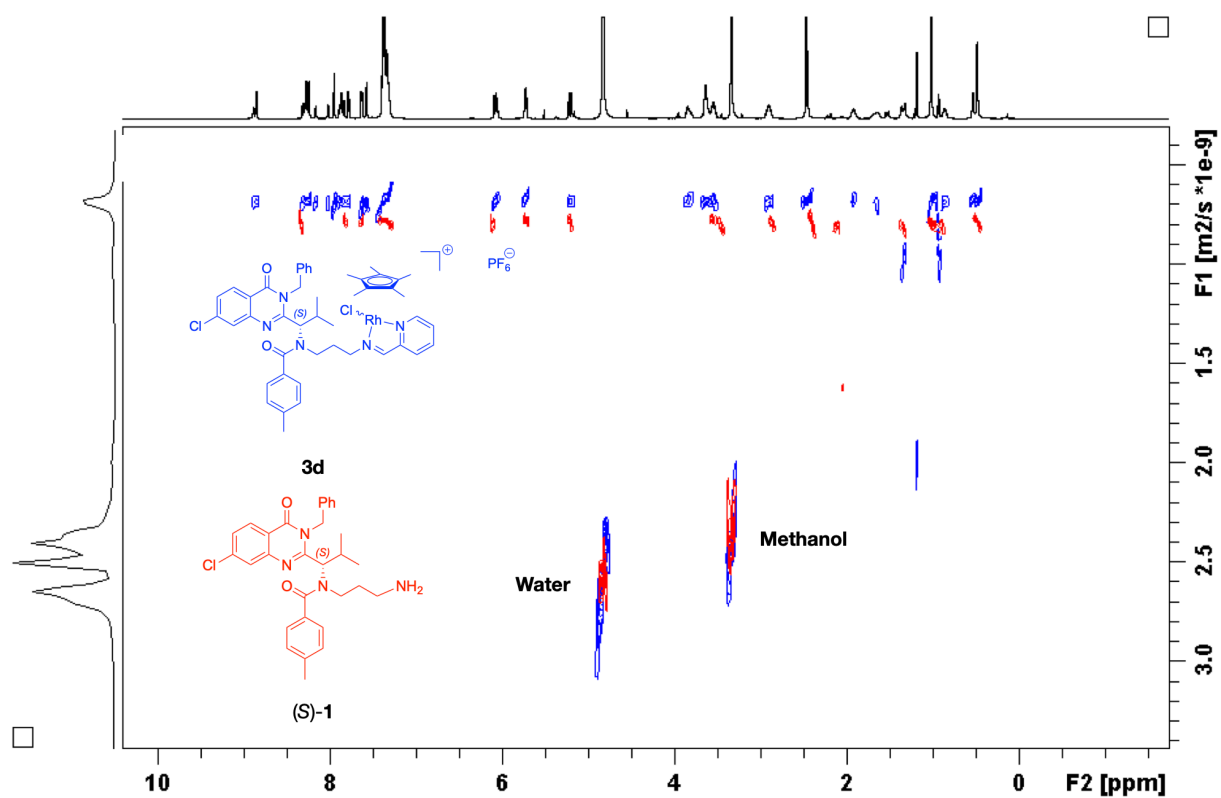 O
Ph
N
N
Cl
(S)
O
N
Cl
Rh
N
N
⊕
PF6⊖
3d
O
Ph
N
N
Cl
(S)
O
N
NH2
(S)-1
Water
Methanol
1.5
2.0
2.5
3.0
F1 [m2/s *1e-9]
10
8
6
4
2
0
F2 [ppm]